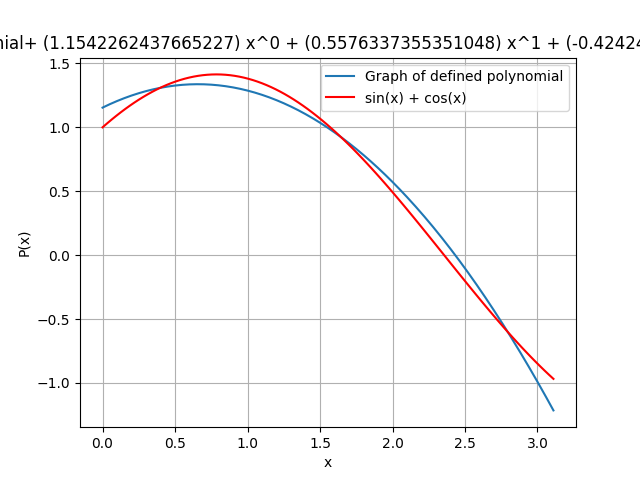 nial+ (1.1542262437665227) x^0 + (0.5576337355351048) x^1 + (-0.42424
1.5
Graph of defined polynomial
sin(x) + cos(x)
1.0
0.5
P(x)
0.0
−0.5
−1.0
0.0 0.5 1.0 1.5 2.0 2.5 3.0
x